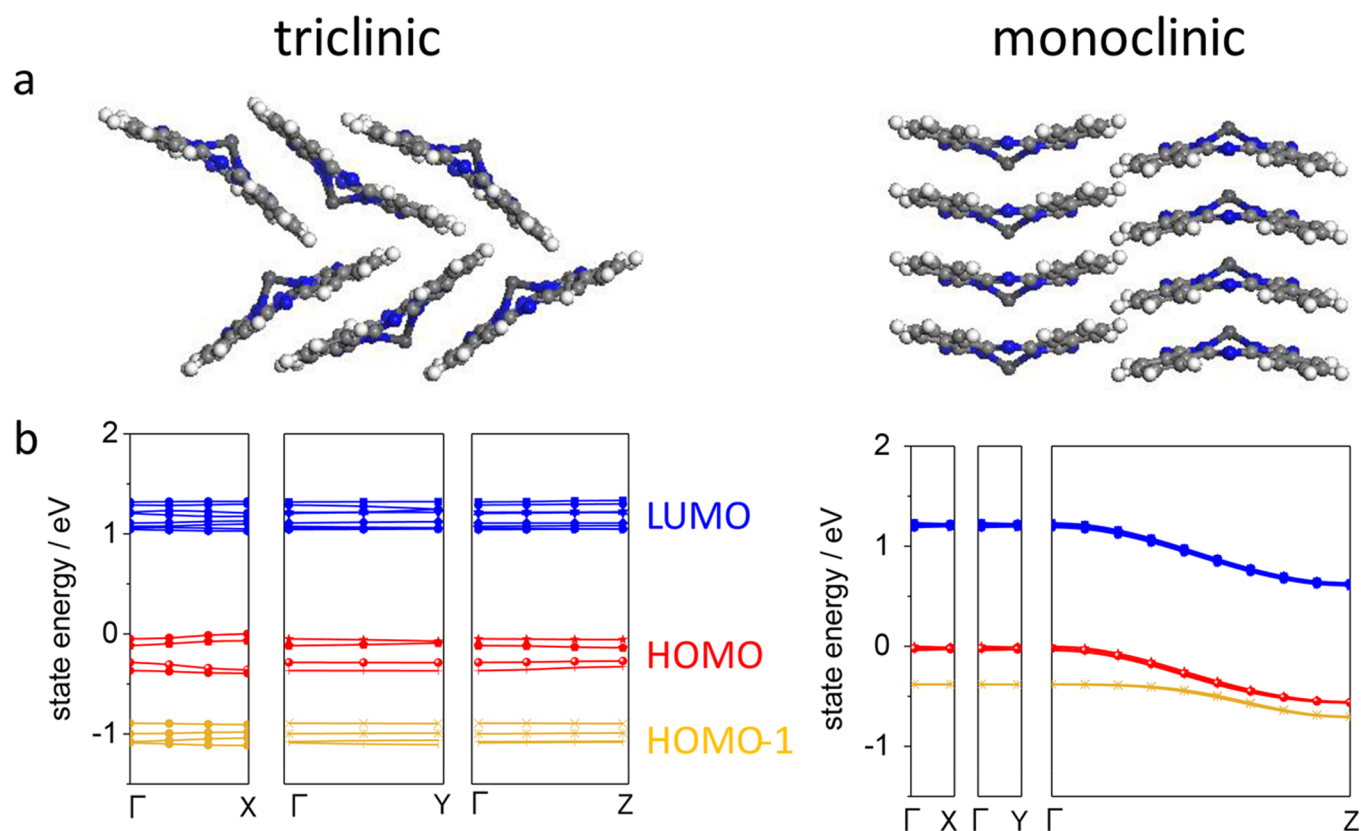 triclinic
monoclinic
a
b
state energy / eV
2
1
0
-1
Γ
X
Γ
Y
Γ
Z
LUMO
HOMO
HOMO-1
state energy / eV
2
1
0
-1
Γ
X
Γ
Y
Γ
Z